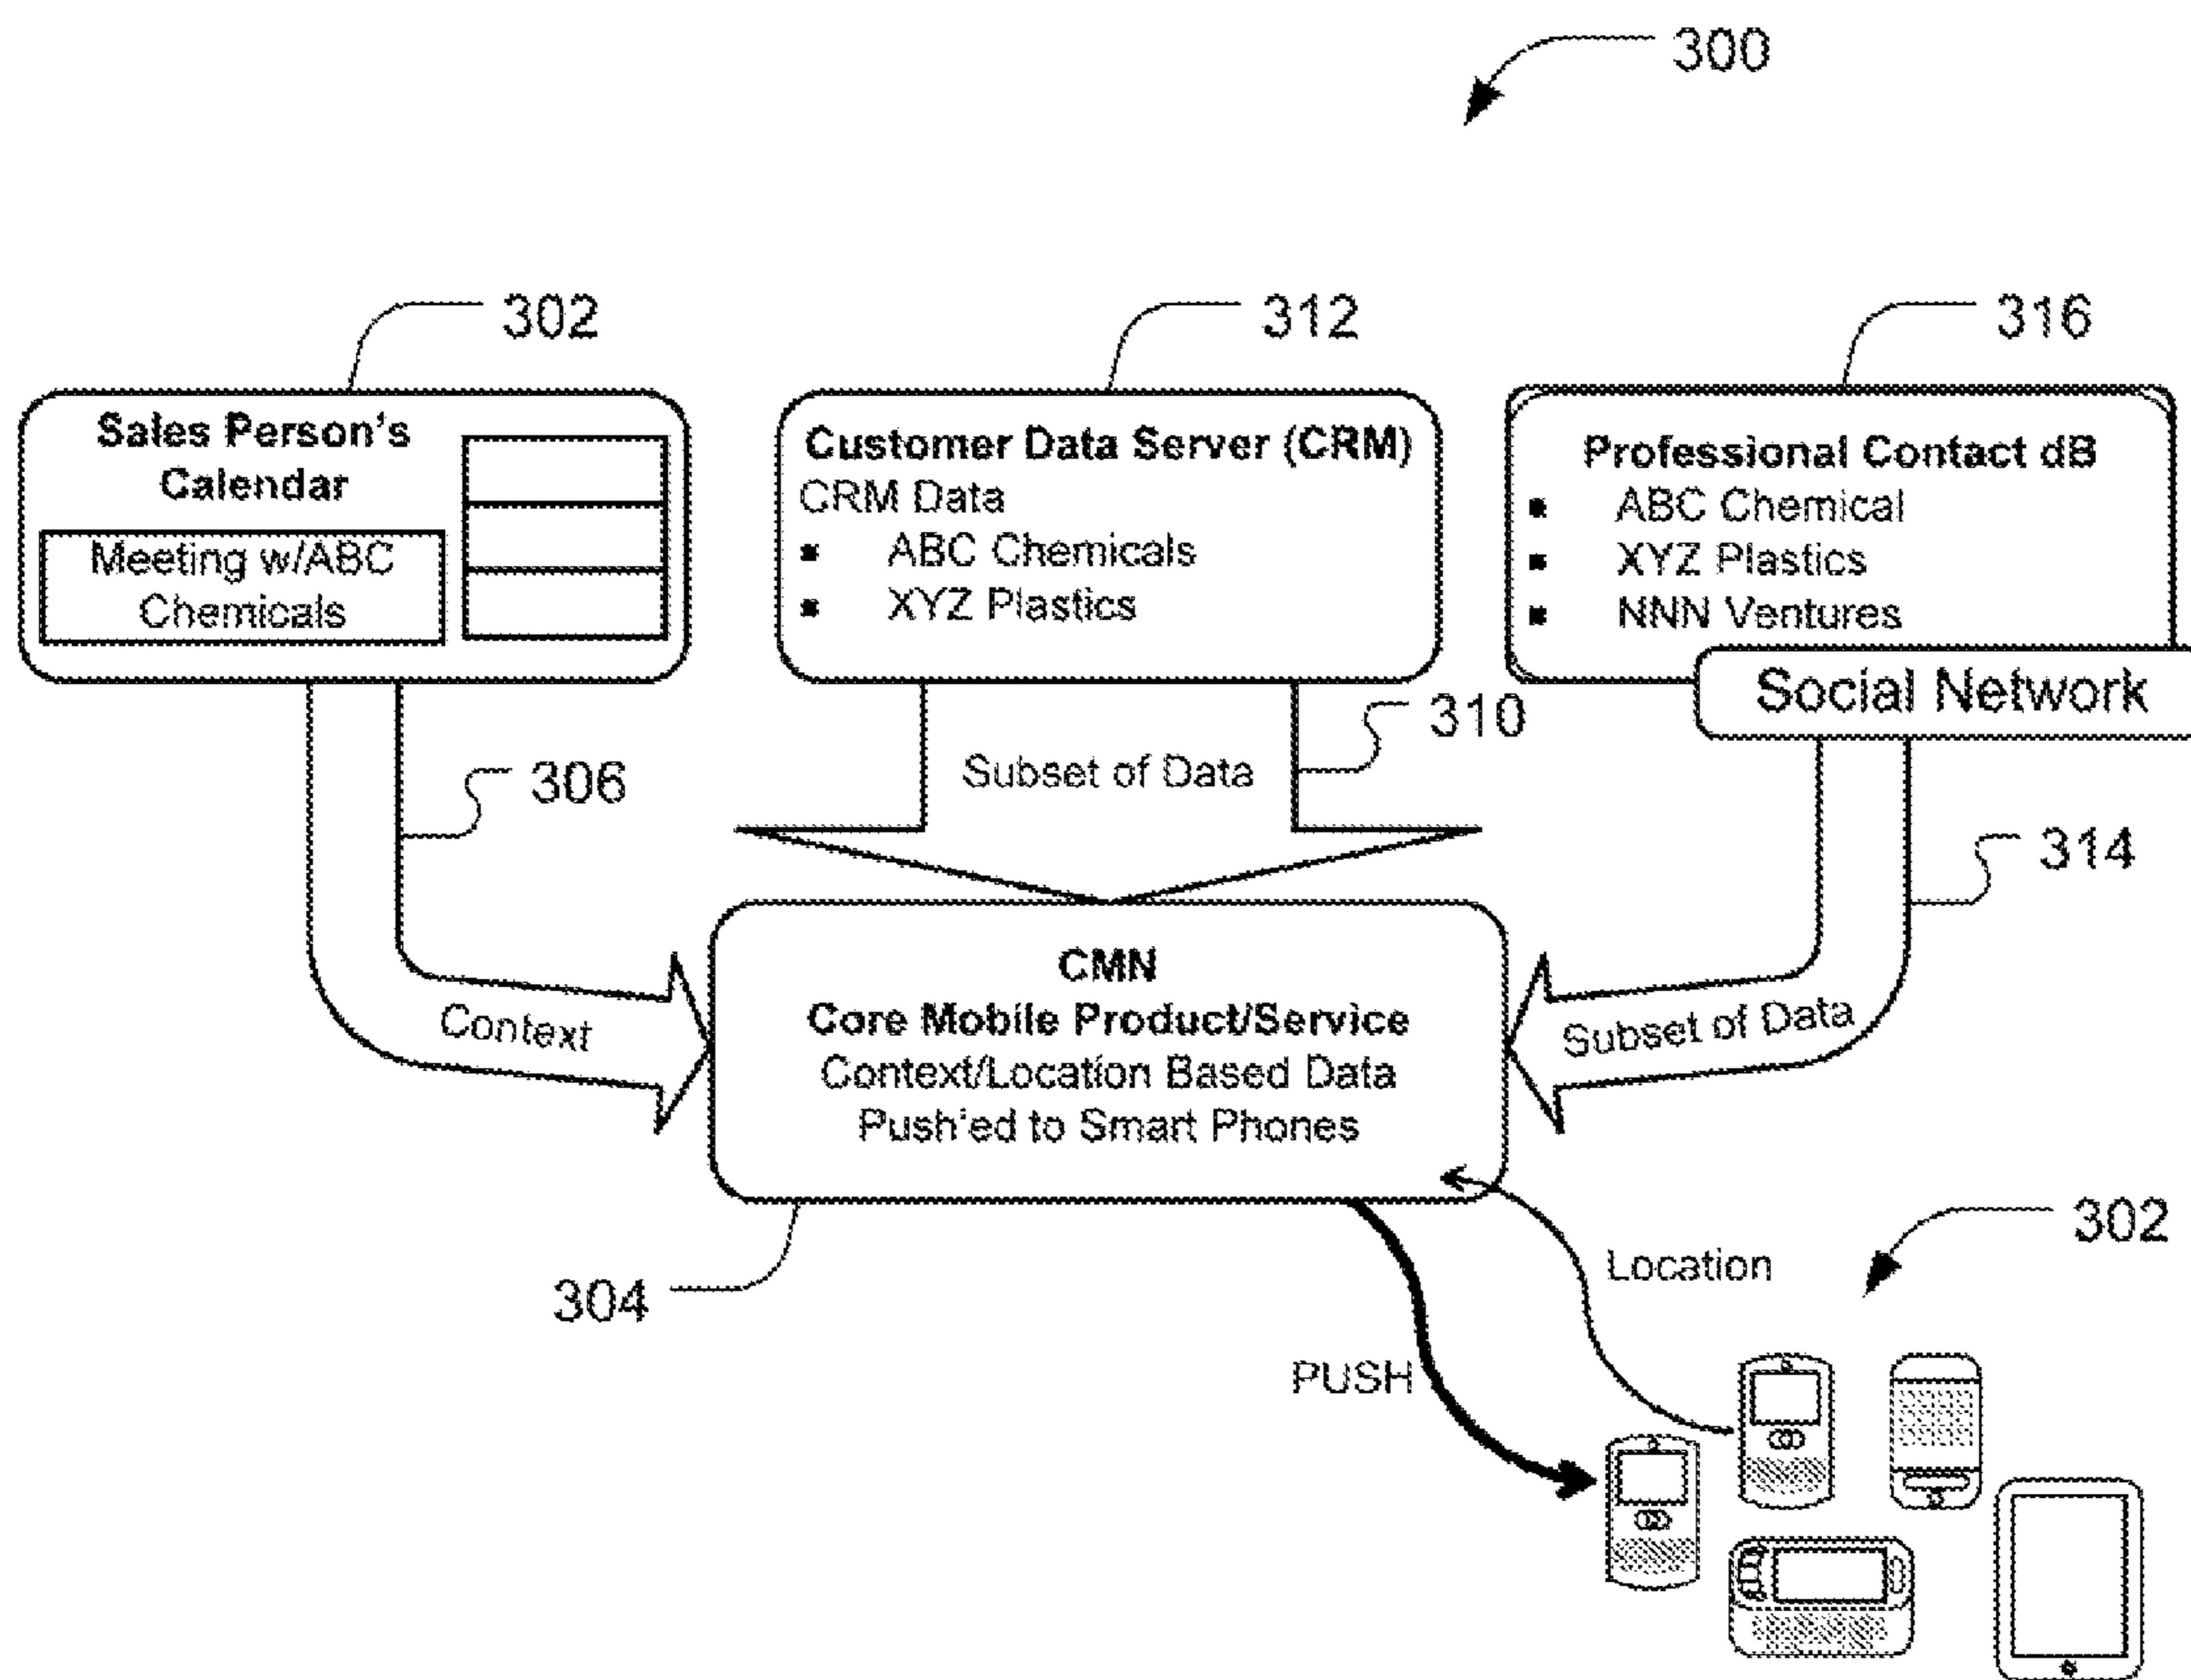 300
302
312
316
Sales Person's
Calendar
Meeting w/ABC
Chemicals
Customer Data Server (CRM)
CRM Data
▪ ABC Chemicals
▪ XYZ Plastics
Professional Contact dB
▪ ABC Chemical
▪ XYZ Plastics
▪ NNN Ventures
Social Network
306
Subset of Data
310
314
Context
CMN
Core Mobile Product/Service
Context/Location Based Data
Push'ed to Smart Phones
Subset of Data
304
Location
302
PUSH